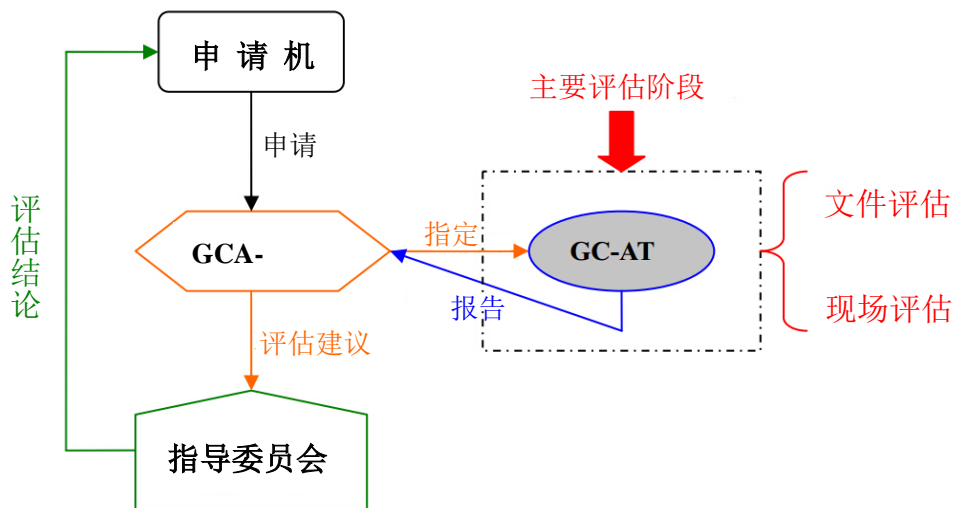 申 请 机
主要评估阶段
申请
评估结论
文件评估
GCA-
指定
GC-AT
报告
现场评估
评估建议
指导委员会